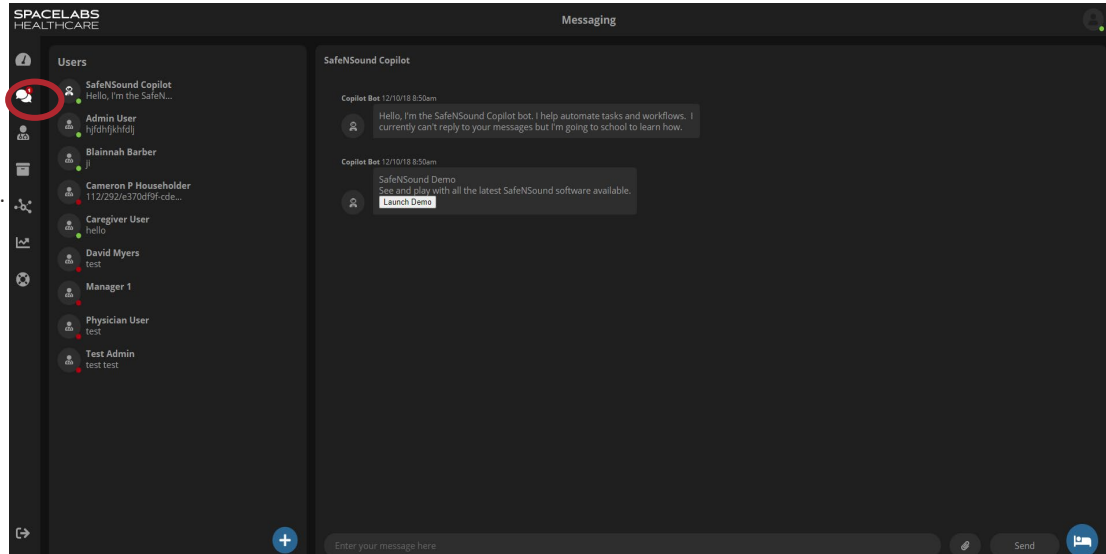 SPACELABS
HEALTHCARE
Messaging
1
Users
SafeNSound Copilot
Hello, I'm the SafeN...
Admin User
hjfdhfjkhfdlj
Blainnah Barber
ji
Cameron P Householder
112/292/e370df9f-cde...
Caregiver User
hello
David Myers
test
Manager 1
Physician User
test
Test Admin
test test
SafeNSound Copilot
Copilot Bot 12/10/18 8:50am
Hello, I'm the SafeNSound Copilot bot. I help automate tasks and workflows. I
currently can't reply to your messages but I'm going to school to learn how.
Copilot Bot 12/10/18 8:50am
SafeNSound Demo
See and play with all the latest SafeNSound software available.
Launch Demo
Enter your message here
Send